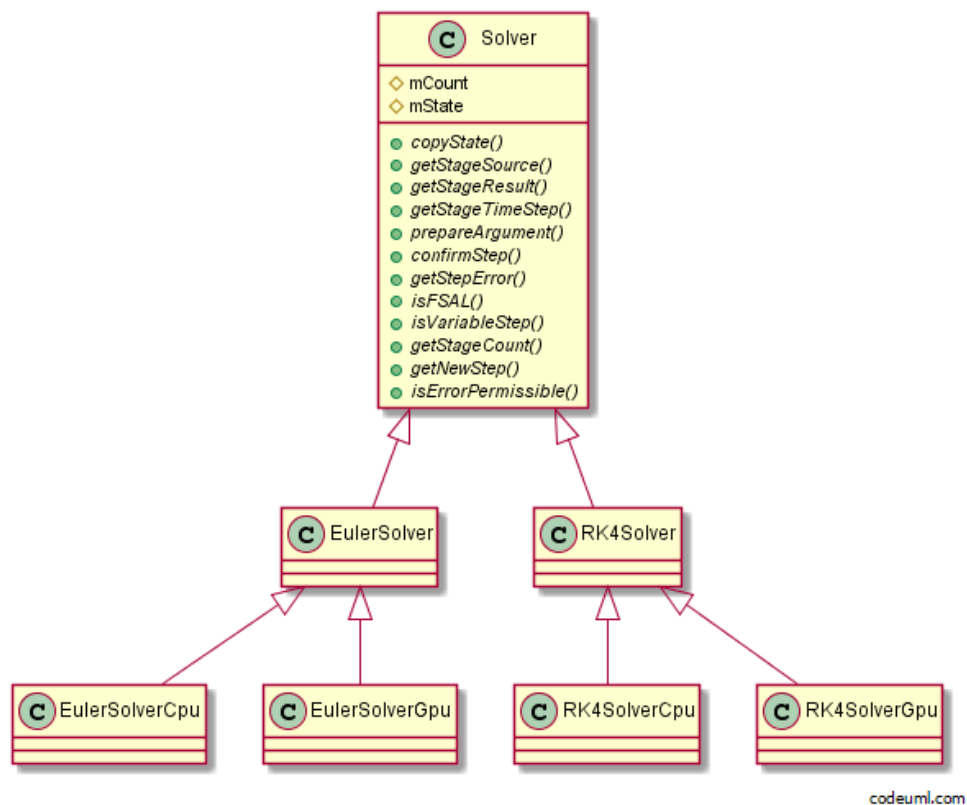 C Solver
mCount
mState
copyState()
getStageSource()
getStageResult()
getStageTimeStep()
prepareArgument()
confirmStep()
getStepError()
isFSAL()
isVariableStep()
getStageCount()
getNewStep()
isErrorPermissible()
C EulerSolver
C RK4Solver
C EulerSolverCpu
C EulerSolverGpu
C RK4SolverCpu
C RK4SolverGpu
codeuml.com